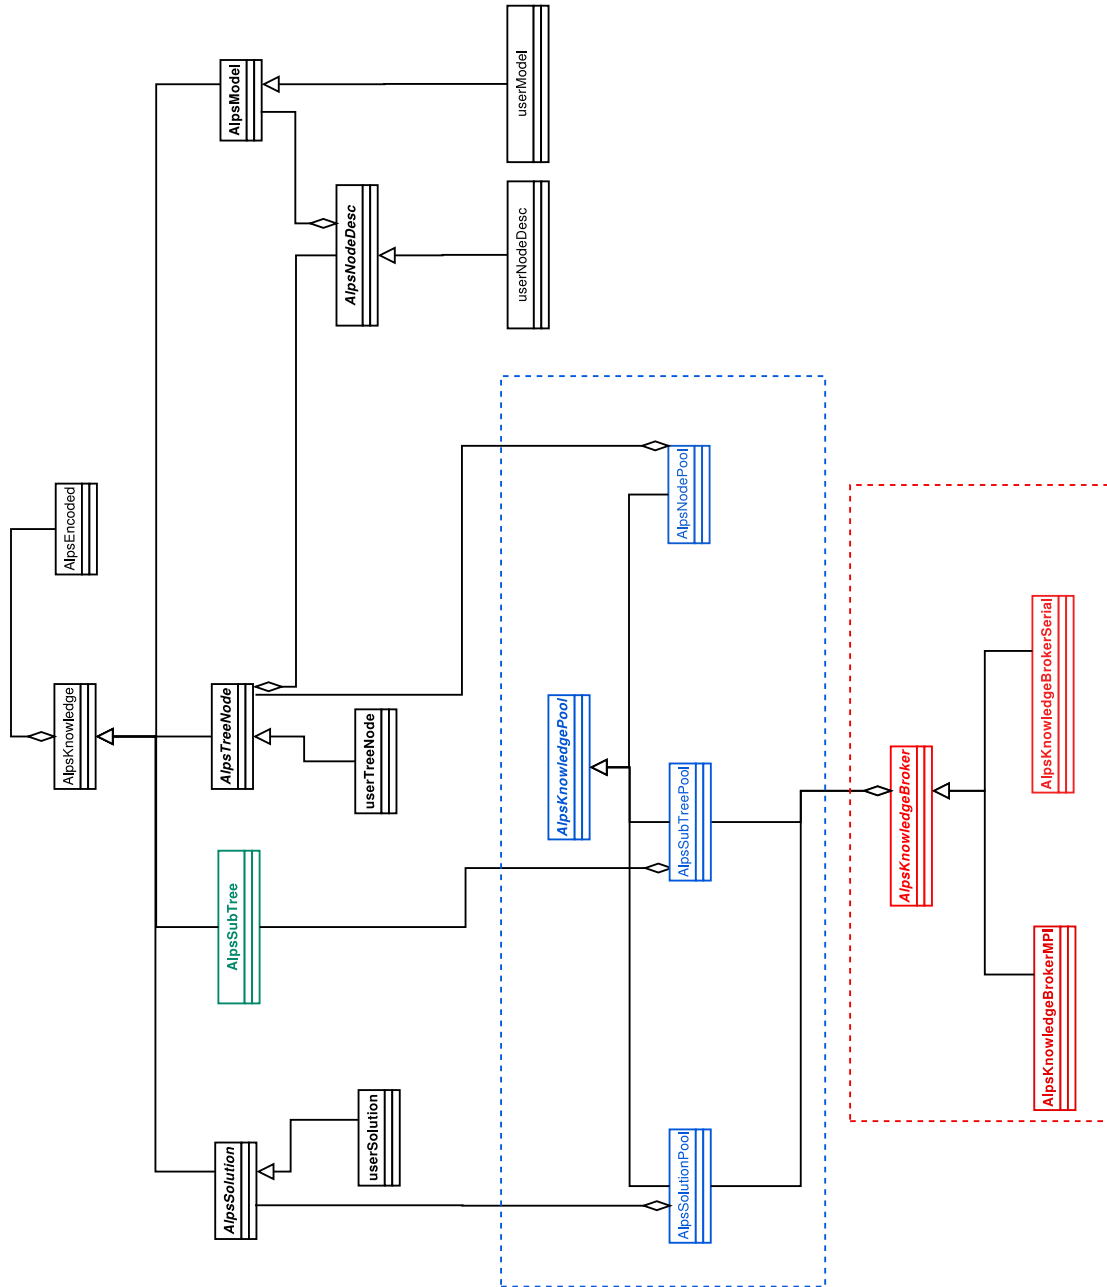 AlpsKnowledge
AlpsEncoded
AlpsSolution
AlpsSubTree
AlpsTreeNode
AlpsModel
userSolution
userTreeNode
AlpsNodeDesc
userNodeDesc
userModel
AlpsKnowledgePool
AlpsSolutionPool
AlpsSubTreePool
AlpsNodePool
AlpsKnowledgeBroker
AlpsKnowledgeBrokerMPI
AlpsKnowledgeBrokerSerial